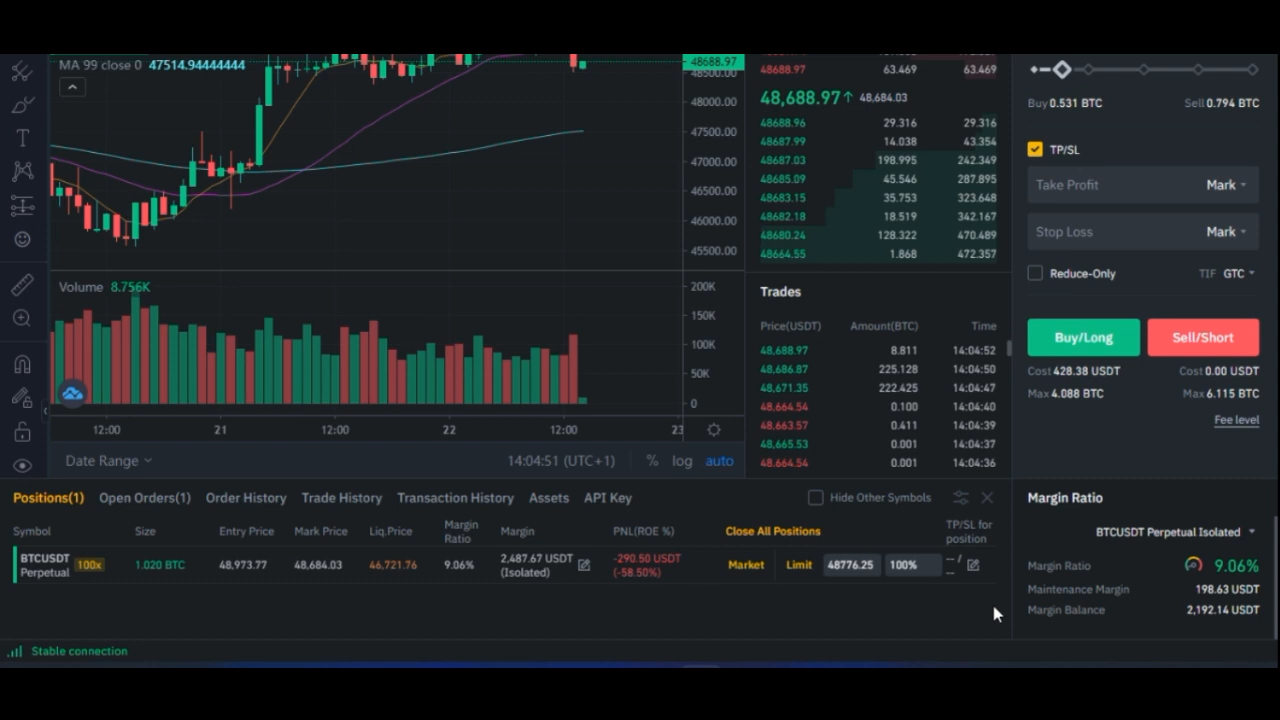 MA 99 close 0 47514.94444444
48688.97
48500.00
48000.00
47500.00
47000.00
46500.00
46000.00
45500.00
Volume 8.756K
200K
150K
100K
50K
0
12:00 21 12:00 22 12:00 23
Date Range 14:04:51 (UTC+1) % log auto
48688.97 63.469 63.469
48,688.97↑ 48,684.03
48688.96 29.316 29.316
48687.99 14.038 43.354
48687.03 198.995 242.349
48685.09 45.546 287.895
48683.15 35.753 323.648
48682.18 18.519 342.167
48680.24 128.322 470.489
48664.55 1.868 472.357
Trades
Price(USDT) Amount(BTC) Time
48,688.97 8.811 14:04:52
48,686.87 225.128 14:04:50
48,671.35 222.425 14:04:47
48,664.54 0.100 14:04:40
48,663.57 0.411 14:04:39
48,665.53 0.001 14:04:37
48,664.54 0.001 14:04:36
Buy 0.531 BTC Sell 0.794 BTC
TP/SL
Take Profit Mark
Stop Loss Mark
Reduce-Only TIF GTC
Buy/Long Sell/Short
Cost 428.38 USDT Cost 0.00 USDT
Max 4.088 BTC Max 6.115 BTC
Fee level
Positions(1) Open Orders(1) Order History Trade History Transaction History Assets API Key Hide Other Symbols
Symbol Size Entry Price Mark Price Liq.Price Margin Ratio Margin PNL(ROE %) Close All Positions TP/SL for position
BTCUSDT Perpetual 100x 1.020 BTC 48,973.77 48,684.03 46,721.76 9.06% 2,487.67 USDT (Isolated) -290.50 USDT (-58.50%) Market Limit 48776.25 100% -- / --
Margin Ratio
BTCUSDT Perpetual Isolated
Margin Ratio 9.06%
Maintenance Margin 198.63 USDT
Margin Balance 2,192.14 USDT
Stable connection